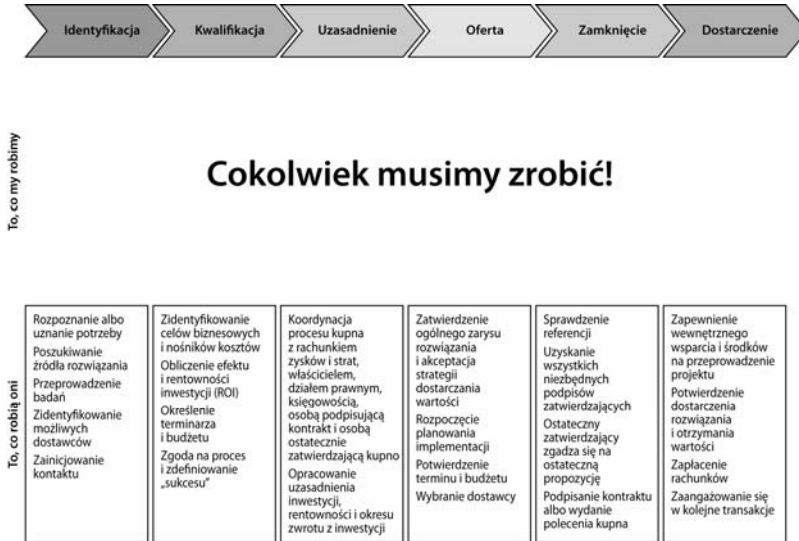 Identyfikacja
Kwalifikacja
Uzasadnienie
Oferta
Zamknięcie
Dostarczenie
To, co my robimy
Cokolwiek musimy zrobić!
To, co robią oni
Rozpoznanie albo
uznanie potrzeby
Poszukiwanie
źródła rozwiązania
Przeprowadzenie
badań
Zidentyfikowanie
możliwych
dostawców
Zainicjowanie
kontaktu
Zidentyfikowanie
celów biznesowych
i nośników kosztów
Obliczenie efektu
i rentowności
inwestycji (ROI)
Określenie
terminarza
i budżetu
Zgoda na proces
i zdefiniowanie
„sukcesu”
Koordynacja
procesu kupna
z rachunkiem
zysków i strat,
właścicielem,
działem prawnym,
księgowością,
osobą podpisującą
kontrakt i osobą
ostatecznie
zatwierdzającą kupno
Opracowanie
uzasadnienia
inwestycji,
rentowności i okresu
zwrotu z inwestycji
Zatwierdzenie
ogólnego zarysu
rozwiązania
i akceptacja
strategii
dostarczania
wartości
Rozpoczęcie
planowania
implementacji
Potwierdzenie
terminu i budżetu
Wybranie dostawcy
Sprawdzenie
referencji
Uzyskanie
wszystkich
niezbędnych
podpisów
zatwierdzających
Ostateczny
zatwierdzający
zgadza się na
ostateczną
propozycję
Podpisanie kontraktu
albo wydanie
polecenia kupna
Zapewnienie
wewnętrznego
wsparcia i środków
na przeprowadzenie
projektu
Potwierdzenie
dostarczenia
rozwiązania
i otrzymania
wartości
Zapłacenie
rachunków
Zaangażowanie się
w kolejne transakcje